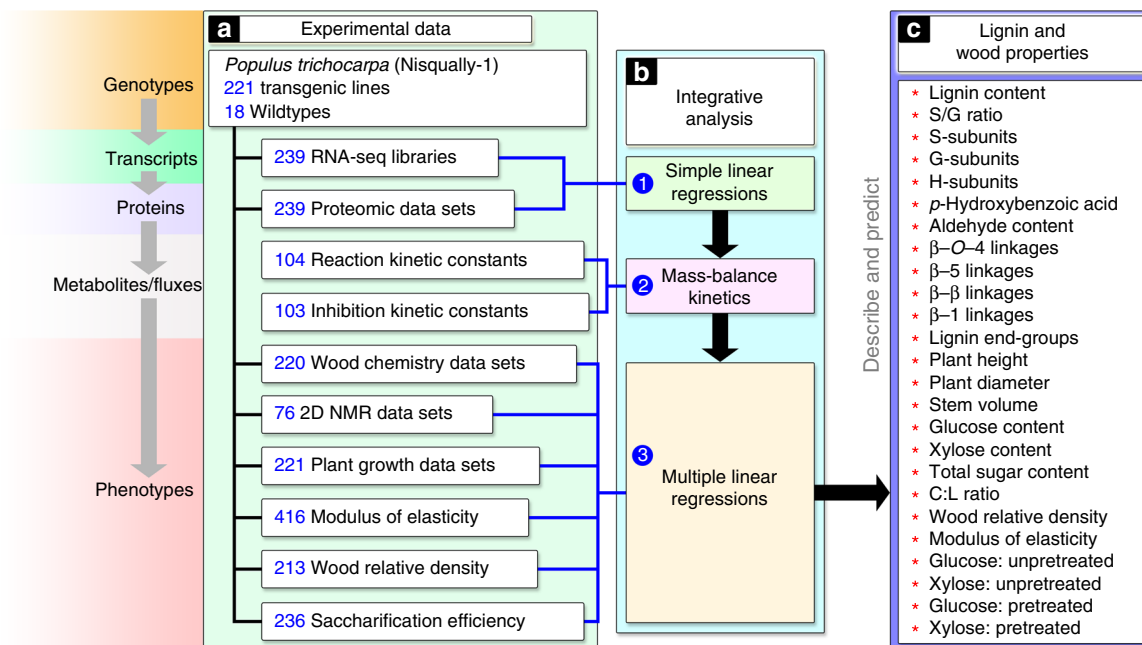 Genotypes
Transcripts
Proteins
Metabolites/fluxes
Phenotypes
a
Experimental data
Populus trichocarpa (Nisqually-1)
221 transgenic lines
18 Wildtypes
239 RNA-seq libraries
239 Proteomic data sets
104 Reaction kinetic constants
103 Inhibition kinetic constants
220 Wood chemistry data sets
76 2D NMR data sets
221 Plant growth data sets
416 Modulus of elasticity
213 Wood relative density
236 Saccharification efficiency
b
Integrative
analysis
1
Simple linear
regressions
2
Mass-balance
kinetics
3
Multiple linear
regressions
Describe and predict
c
Lignin and
wood properties
* Lignin content
* S/G ratio
* S-subunits
* G-subunits
* H-subunits
* p-Hydroxybenzoic acid
* Aldehyde content
* β–O–4 linkages
* β–5 linkages
* β–β linkages
* β–1 linkages
* Lignin end-groups
* Plant height
* Plant diameter
* Stem volume
* Glucose content
* Xylose content
* Total sugar content
* C:L ratio
* Wood relative density
* Modulus of elasticity
* Glucose: unpretreated
* Xylose: unpretreated
* Glucose: pretreated
* Xylose: pretreated